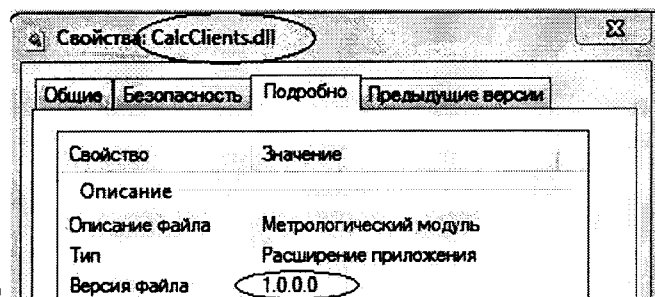 Свойства: CalcClients.dll
Общие Безопасность Подробно Предыдущие версии
Свойство Значение
Описание
Описание файла Метрологический модуль
Тип Расширение приложения
Версия файла 1.0.0.0